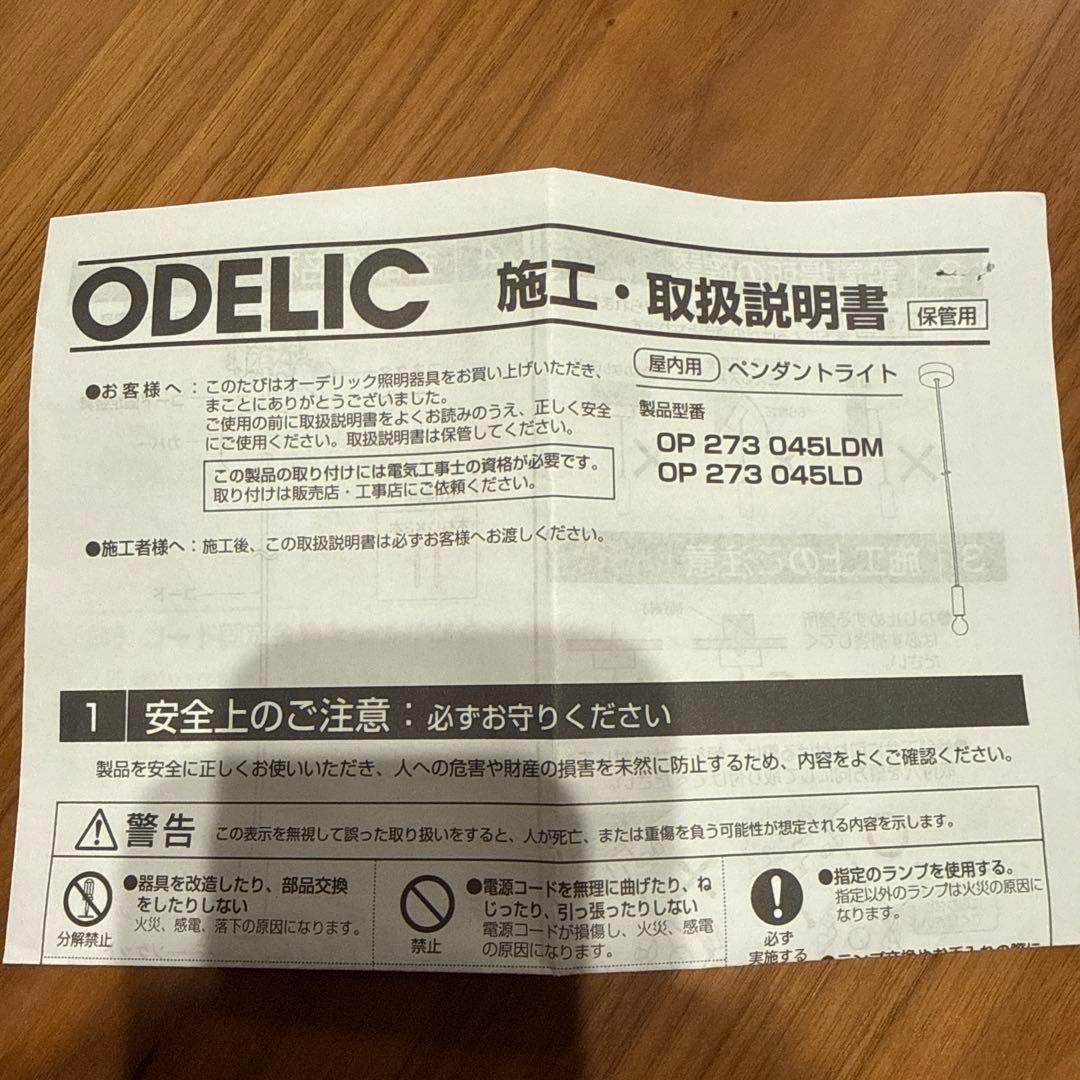 ODELIC 施工・取扱説明書 保管用
●お客様へ：このたびはオーデリック照明器具をお買い上げいただき、
まことにありがとうございました。
ご使用の前に取扱説明書をよくお読みのうえ、正しく安全
にご使用ください。取扱説明書は保管してください。
この製品の取り付けには電気工事士の資格が必要です。
取り付けは販売店・工事店にご依頼ください。
●施工者様へ：施工後、この取扱説明書は必ずお客様へお渡しください。
屋内用 ペンダントライト
製品型番
OP 273 045LDM
OP 273 045LD
1 安全上のご注意：必ずお守りください
製品を安全に正しくお使いいただき、人への危害や財産の損害を未然に防止するため、内容をよくご確認ください。
警告 この表示を無視して誤った取り扱いをすると、人が死亡、または重傷を負う可能性が想定される内容を示します。
分解禁止
●器具を改造したり、部品交換
をしたりしない
火災、感電、落下の原因になります。
禁止
●電源コードを無理に曲げたり、ね
じったり、引っ張ったりしない
電源コードが損傷し、火災、感電
の原因になります。
必ず
実施する
●指定のランプを使用する。
指定以外のランプは火災の原因に
なります。